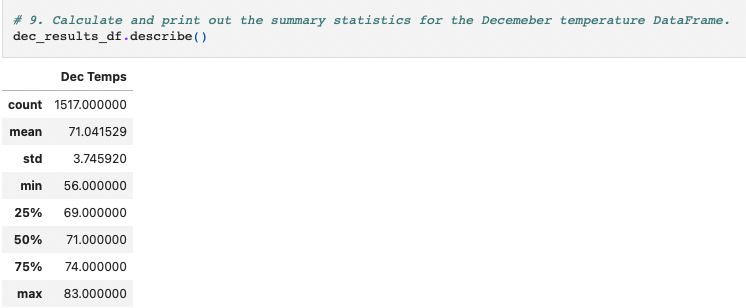 # 9. Calculate and print out the summary statistics for the Decemeber temperature DataFrame.
dec_results_df.describe()
Dec Temps
count 1517.000000
mean 71.041529
std 3.745920
min 56.000000
25% 69.000000
50% 71.000000
75% 74.000000
max 83.000000